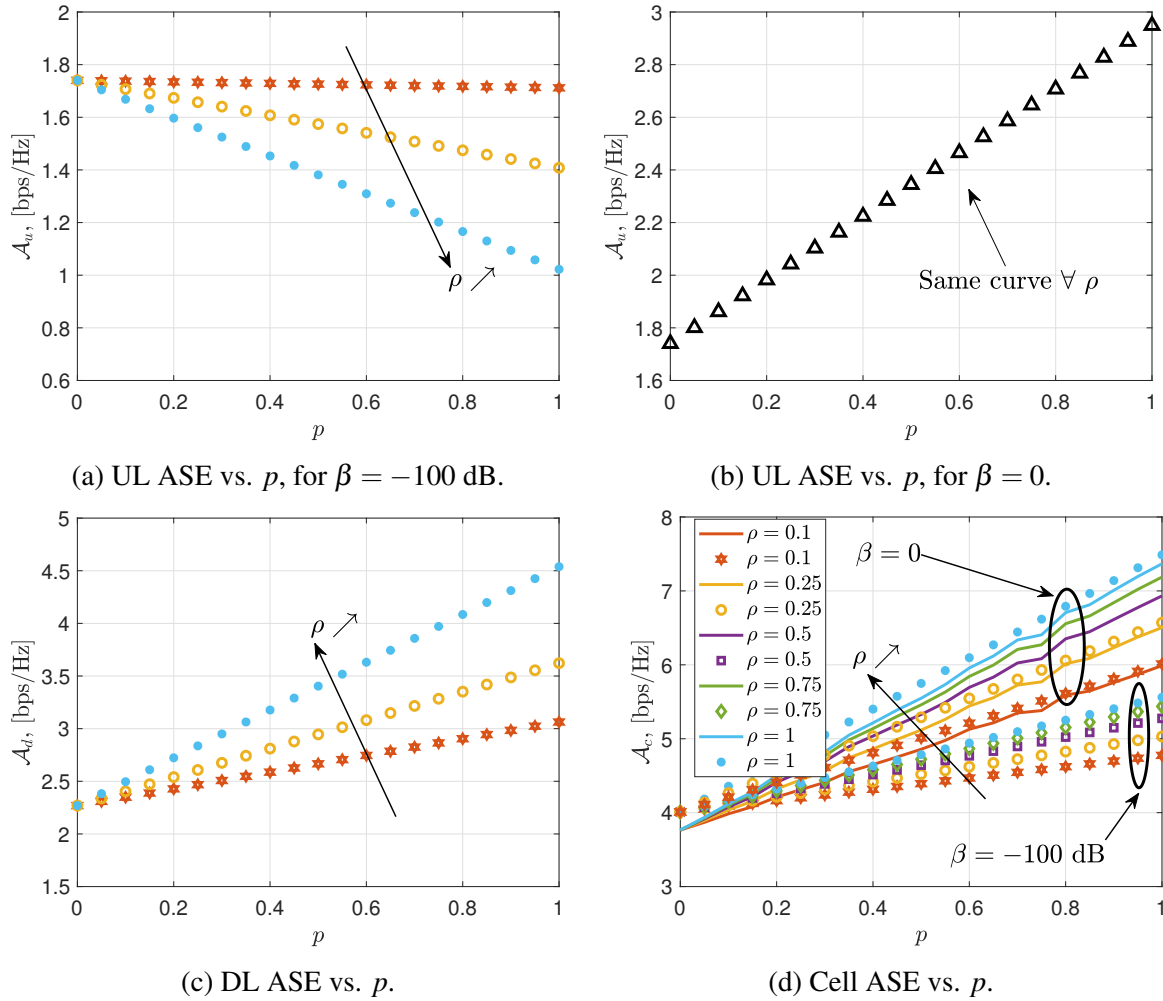 2
1.8
1.6
1.4
1.2
1
1.8
0.6
𝒜u, [bps/Hz]
0 0.2 0.4 0.6 0.8 1
p
ρ ↗
(a) UL ASE vs. p, for β = −100 dB.
3
2.8
2.6
2.4
2.2
2
1.8
1.6
𝒜u, [bps/Hz]
0 0.2 0.4 0.6 0.8 1
p
Same curve ∀ ρ
(b) UL ASE vs. p, for β = 0.
5
4.5
4
3.5
3
2.5
2
1.5
𝒜d, [bps/Hz]
0 0.2 0.4 0.6 0.8 1
p
ρ ↗
(c) DL ASE vs. p.
8
7
6
5
4
3
𝒜c, [bps/Hz]
0 0.2 0.4 0.6 0.8 1
p
ρ = 0.1
ρ = 0.1
ρ = 0.25
ρ = 0.25
ρ = 0.5
ρ = 0.5
ρ = 0.75
ρ = 0.75
ρ = 1
ρ = 1
β = 0
ρ ↗
β = −100 dB
(d) Cell ASE vs. p.